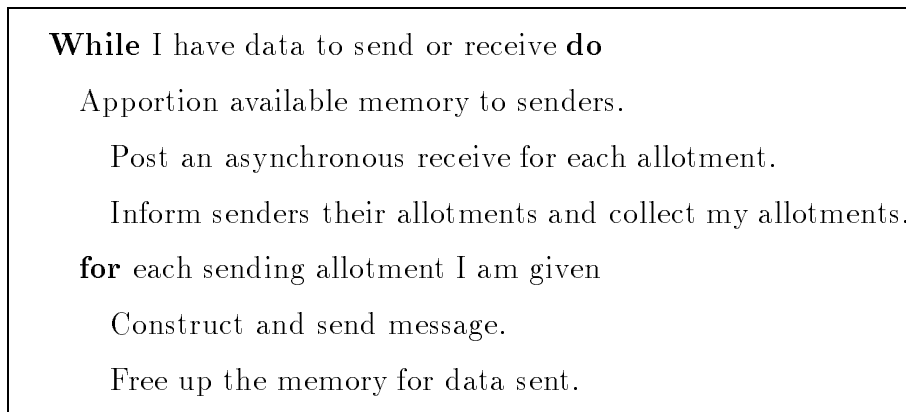 While I have data to send or receive do
Apportion available memory to senders.
Post an asynchronous receive for each allotment.
Inform senders their allotments and collect my allotments.
for each sending allotment I am given
Construct and send message.
Free up the memory for data sent.